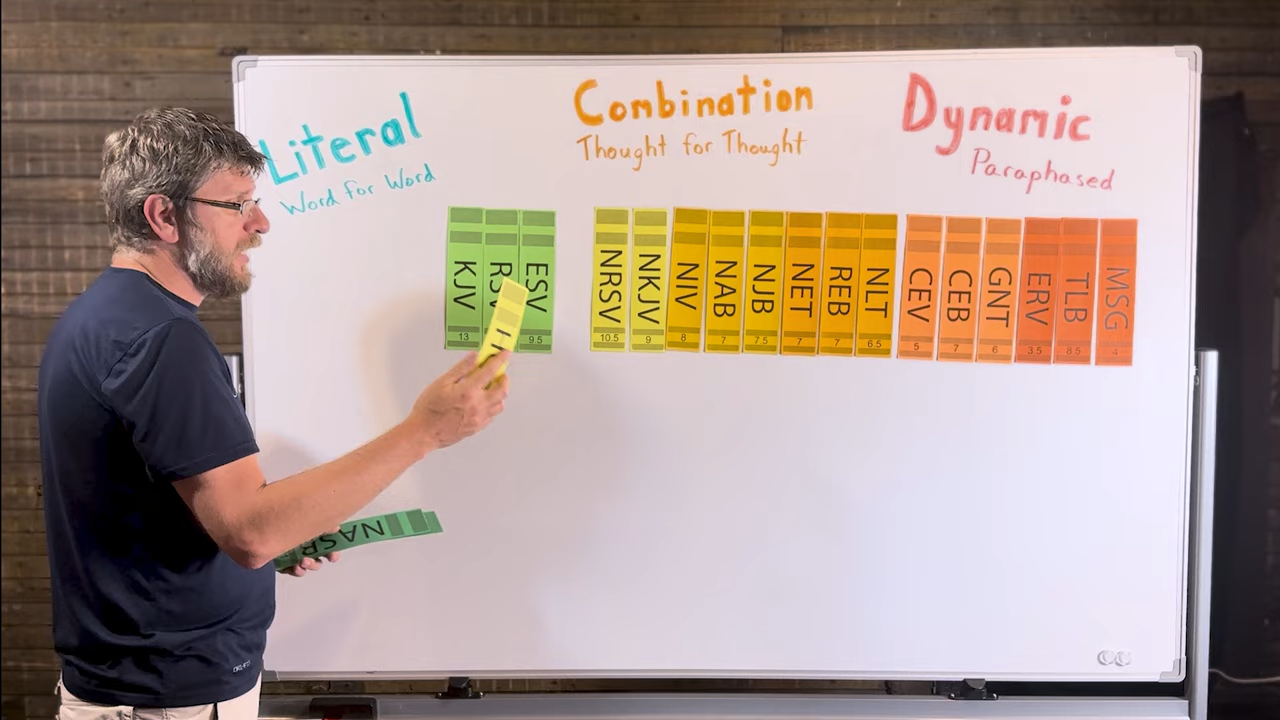 Literal
Word for Word
Combination
Thought for Thought
Dynamic
Paraphased
KJV
13
ESV
9.5
NRSV
10.5
NKJV
9
NIV
8
NAB
7
NJB
7.5
NET
7
REB
7
NLT
6.5
CEV
5
CEB
7
GNT
6
ERV
3.5
TLB
8.5
MSG
4
NASB